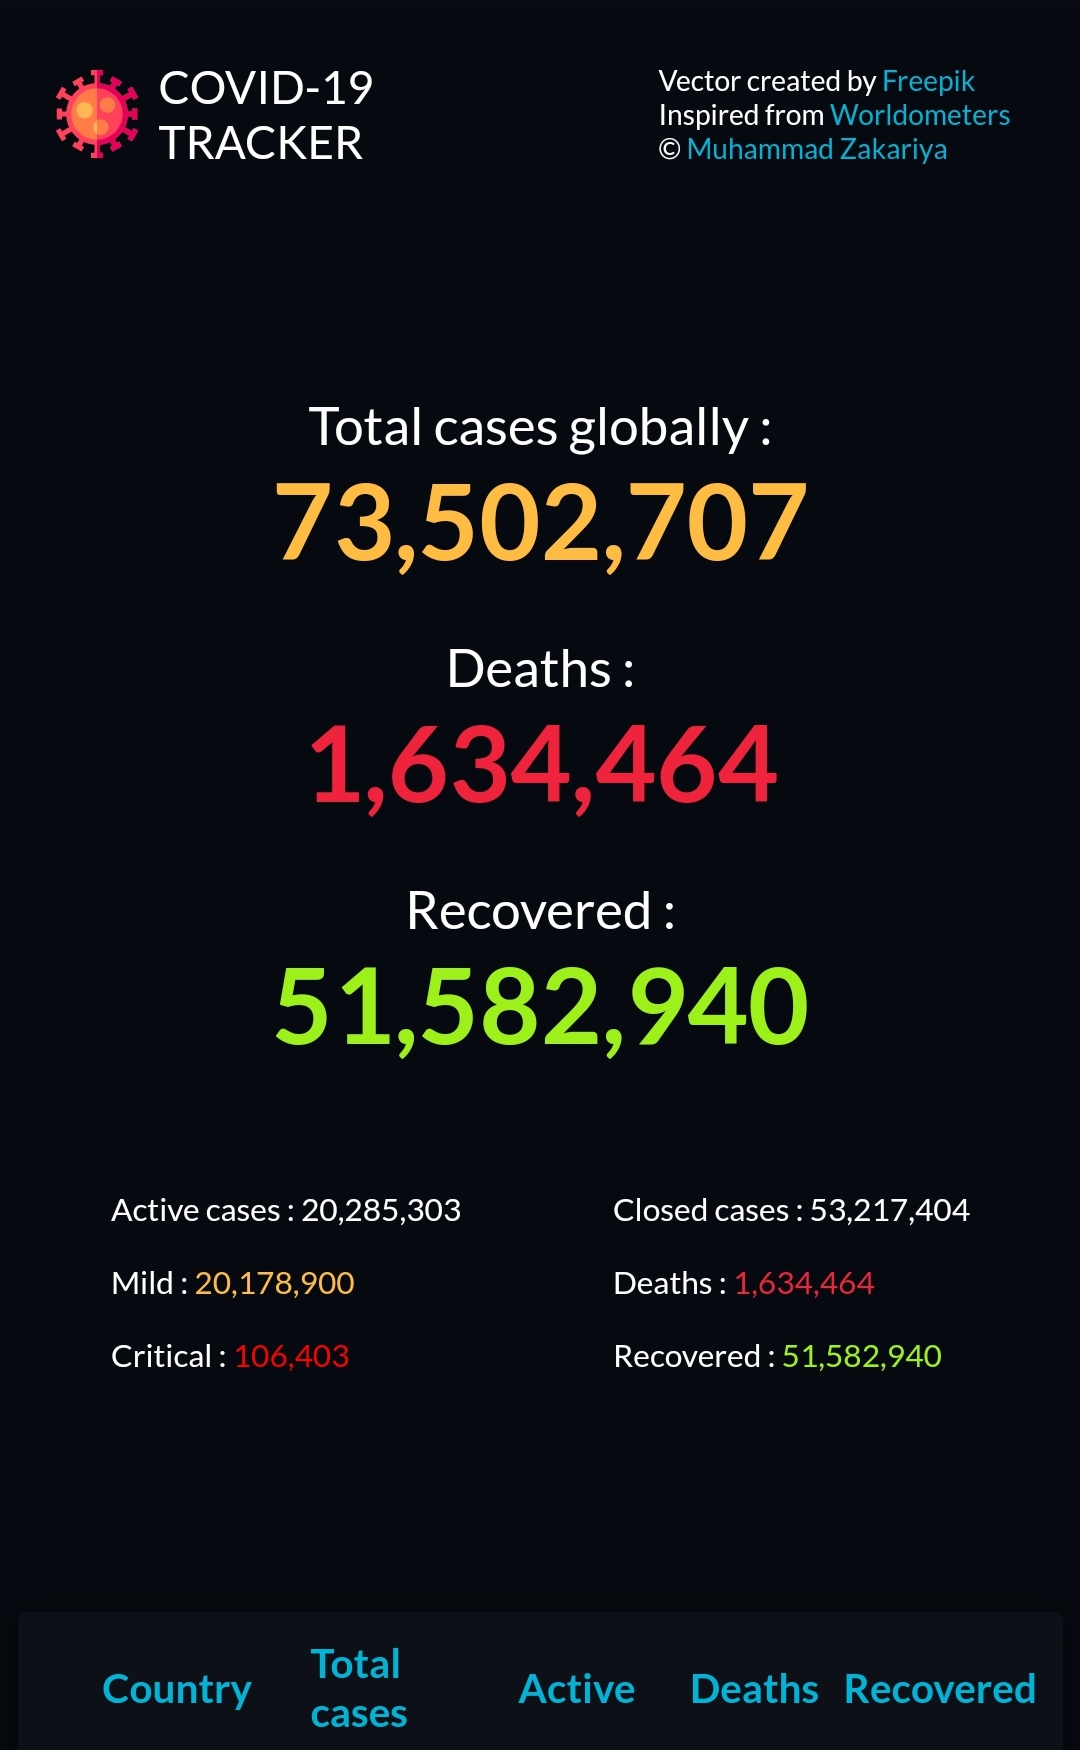 COVID-19
TRACKER
Vector created by Freepik
Inspired from Worldometers
© Muhammad Zakariya
Total cases globally :
73,502,707
Deaths :
1,634,464
Recovered :
51,582,940
Active cases : 20,285,303
Mild : 20,178,900
Critical : 106,403
Closed cases : 53,217,404
Deaths : 1,634,464
Recovered : 51,582,940
Country
Total
cases
Active
Deaths
Recovered